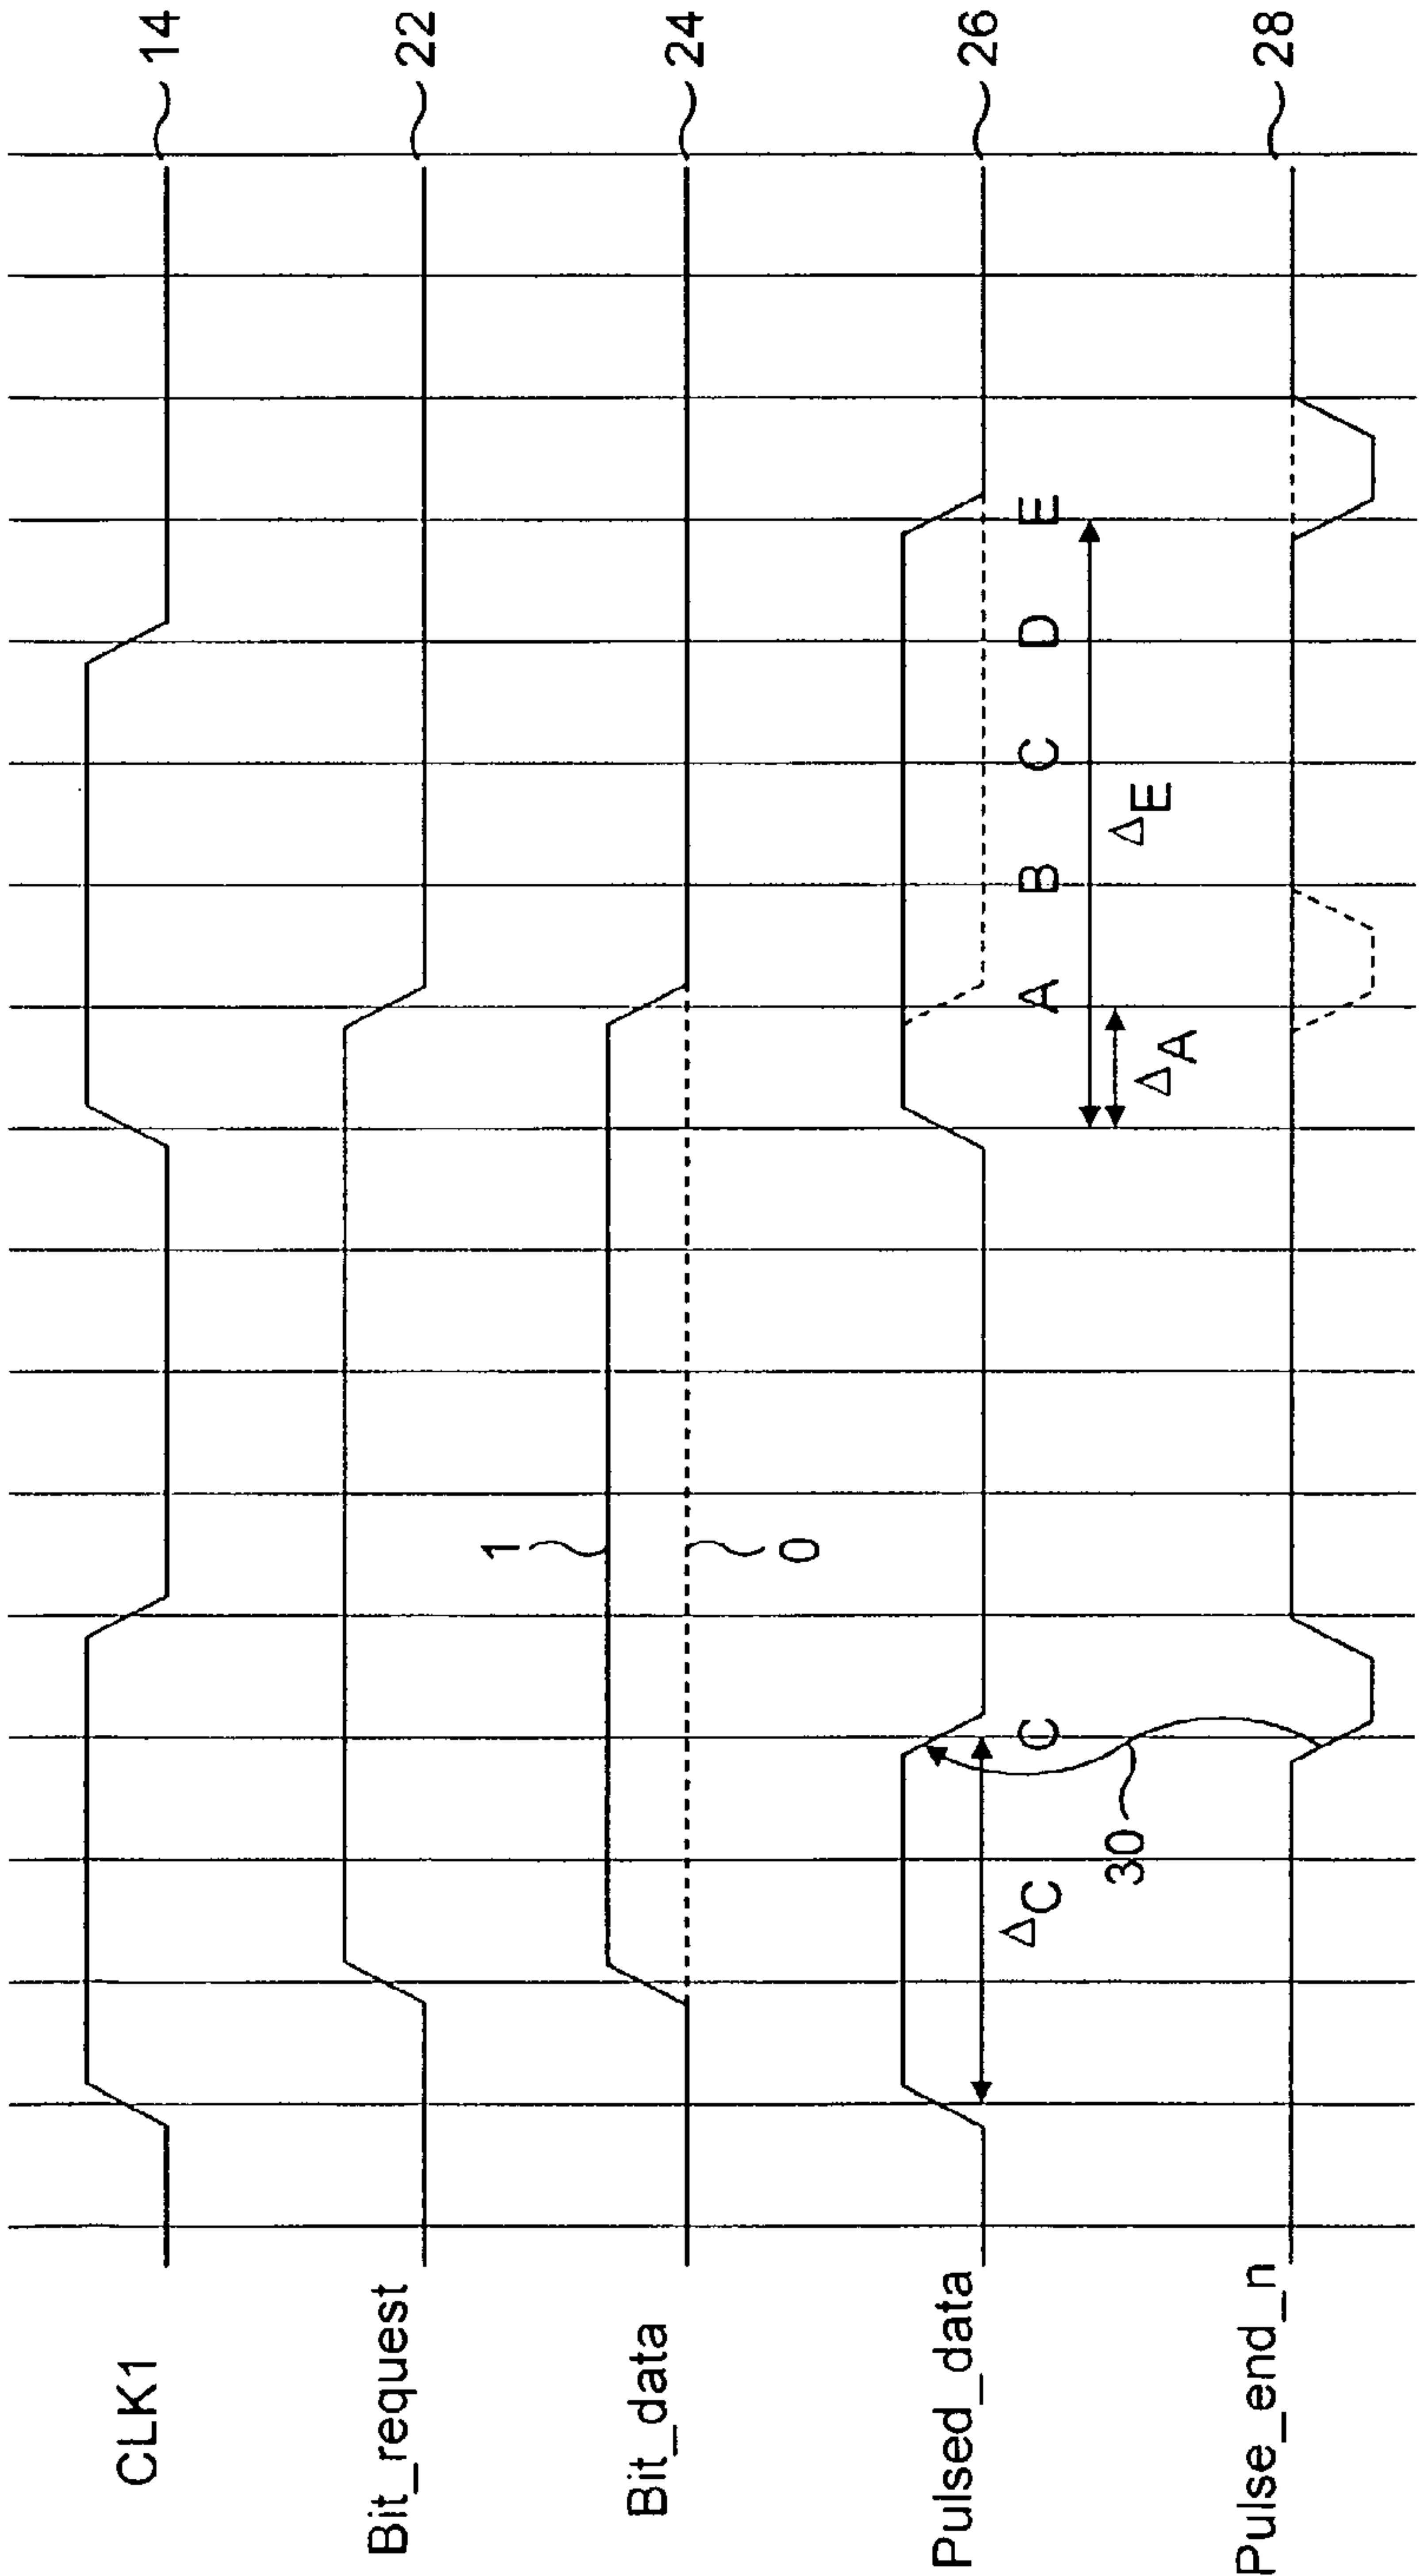 CLK1
14
Bit_request
22
1
Bit_data
24
0
Pulsed_data
26
C
A B C D E
ΔC
ΔA
ΔE
30
Pulse_end_n
28